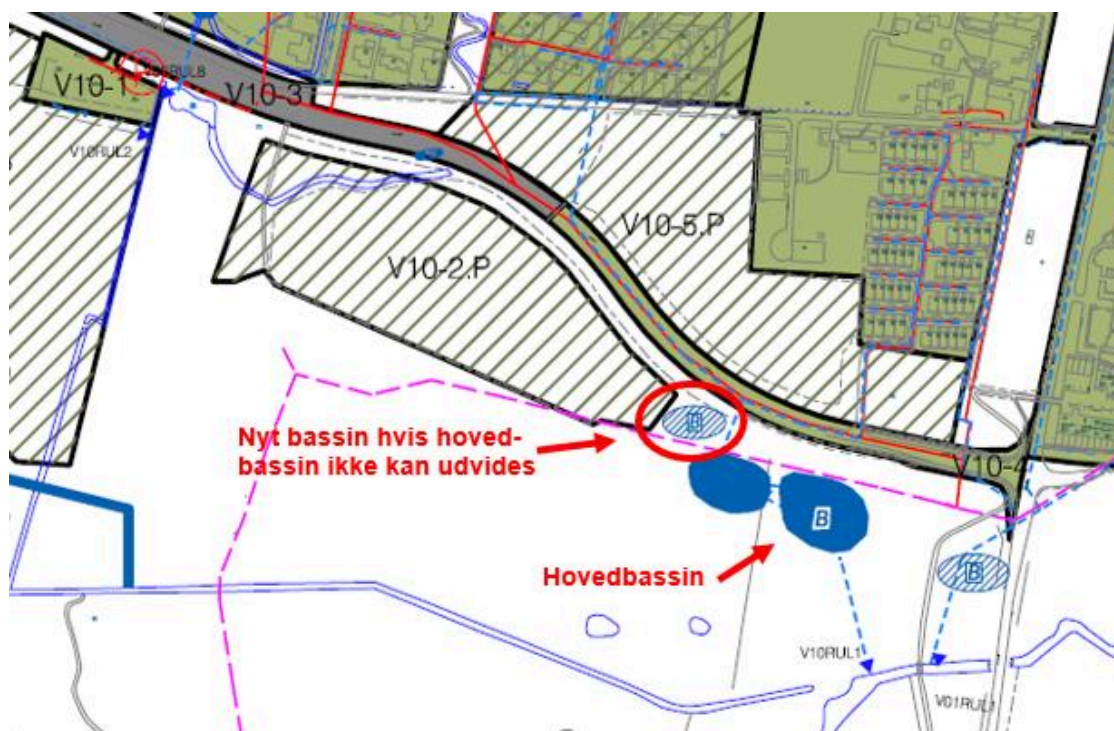 V10-1
V10-3
V10RUL2
V10-2.P
V10-5.P
Nyt bassin hvis hoved-
bassin ikke kan udvides
B
V10-4
B
Hovedbassin
B
V10RUL1
V01RUL1